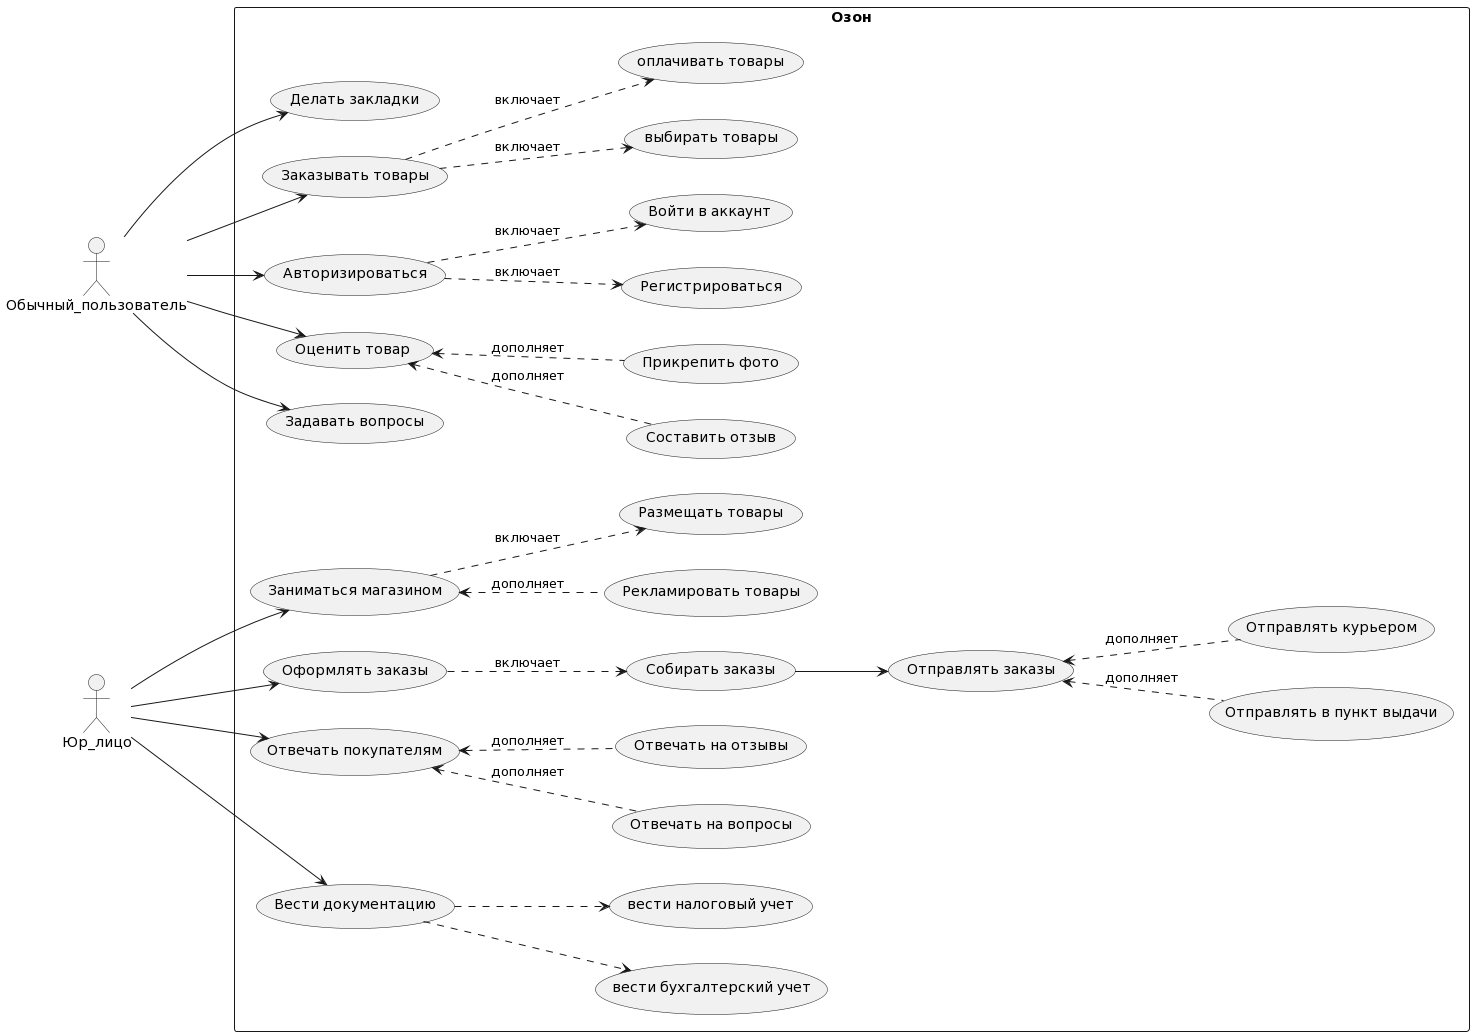 Озон
оплачивать товары
Делать закладки
включает
выбирать товары
включает
Заказывать товары
Войти в аккаунт
включает
Авторизироваться
включает
Регистрироваться
Обычный_пользователь
Оценить товар
дополняет
Прикрепить фото
дополняет
Задавать вопросы
Составить отзыв
Размещать товары
включает
Заниматься магазином
дополняет
Рекламировать товары
Отправлять курьером
дополняет
Оформлять заказы
включает
Собирать заказы
Отправлять заказы
дополняет
Отправлять в пункт выдачи
Юр_лицо
Отвечать покупателям
дополняет
Отвечать на отзывы
дополняет
Отвечать на вопросы
Вести документацию
вести налоговый учет
вести бухгалтерский учет